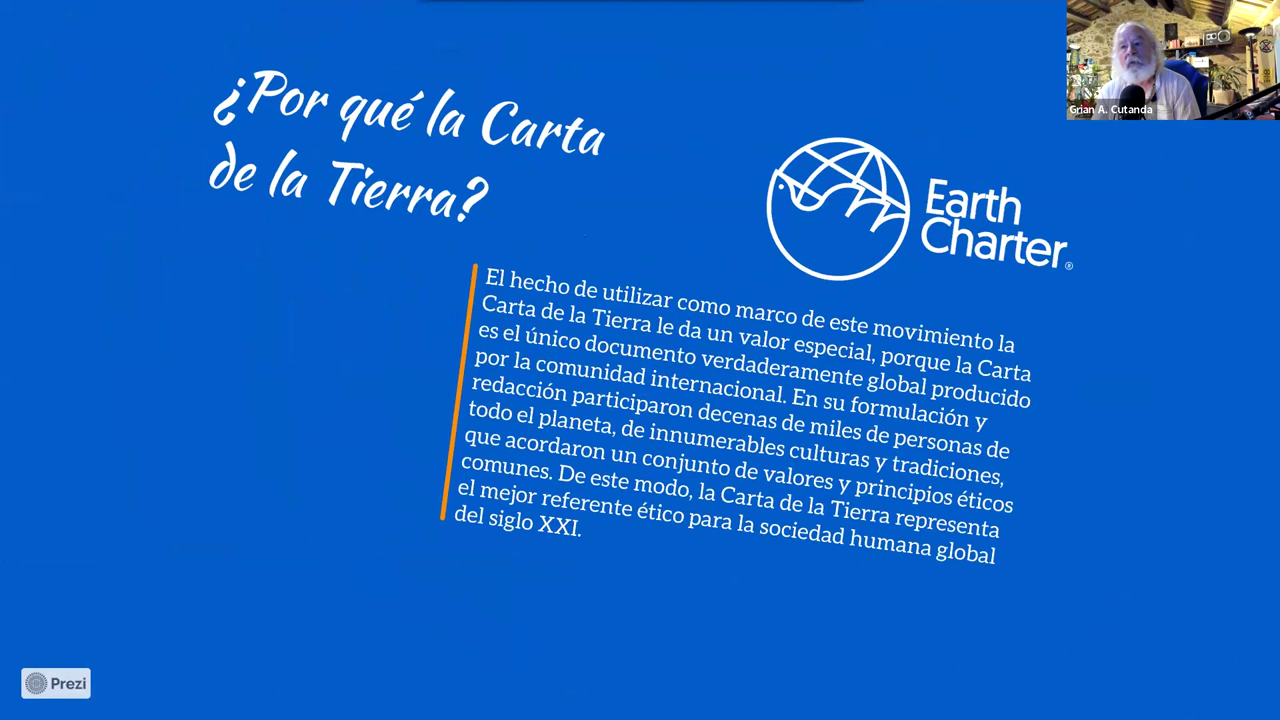 ¿Por qué la Carta
de la Tierra?
Grian A. Cutanda
Earth
Charter®
El hecho de utilizar como marco de este movimiento la
Carta de la Tierra le da un valor especial, porque la Carta
es el único documento verdaderamente global producido
por la comunidad internacional. En su formulación y
redacción participaron decenas de miles de personas de
todo el planeta, de innumerables culturas y tradiciones,
que acordaron un conjunto de valores y principios éticos
comunes. De este modo, la Carta de la Tierra representa
el mejor referente ético para la sociedad humana global
del siglo XXI.
Prezi